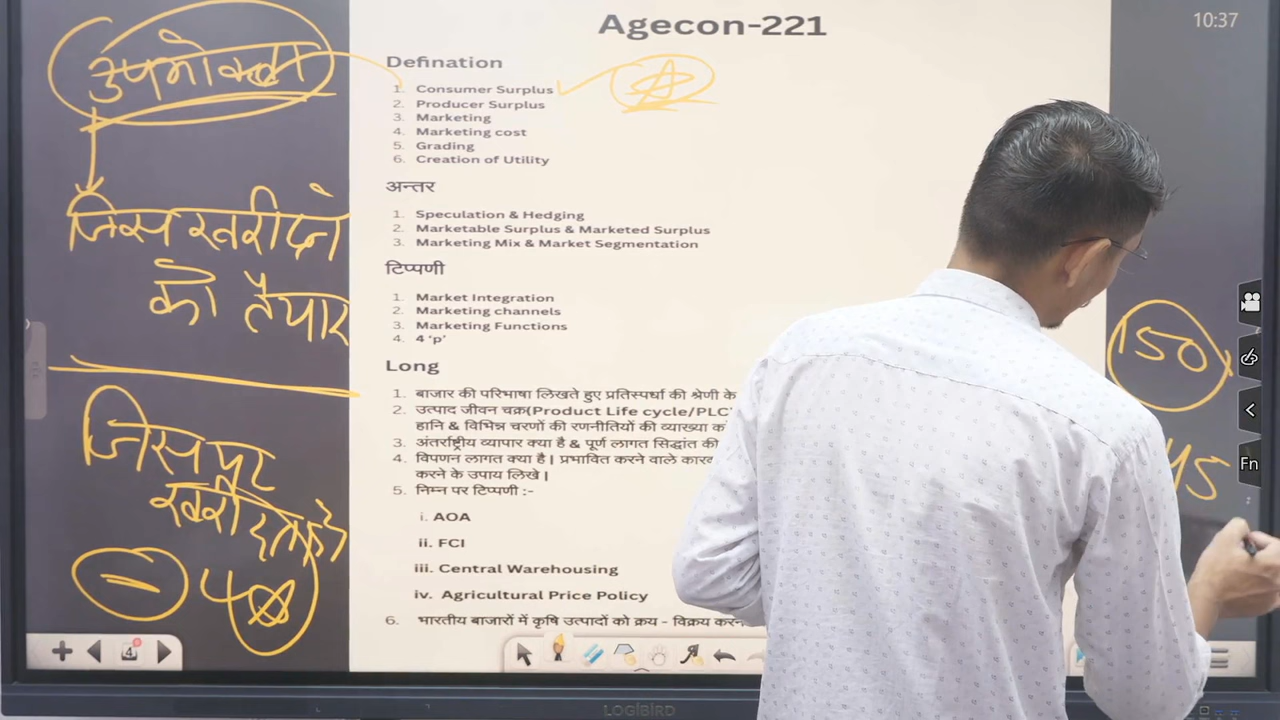 Agecon-221
10:37
उपभोक्ता
Defination
1. Consumer Surplus
2. Producer Surplus
3. Marketing
4. Marketing cost
5. Grading
6. Creation of Utility
अन्तर
1. Speculation & Hedging
2. Marketable Surplus & Marketed Surplus
3. Marketing Mix & Market Segmentation
टिप्पणी
1. Market Integration
2. Marketing channels
3. Marketing Functions
4. 4 'p'
Long
1. बाजार की परिभाषा लिखते हुए प्रतिस्पर्धा की श्रेणी के
2. उत्पाद जीवन चक्र(Product Life cycle/PLC)
हानि & विभिन्न चरणों की रणनीतियों की व्याख्या
3. अंतर्राष्ट्रीय व्यापार क्या है & पूर्ण लागत सिद्धांत की
4. विपणन लागत क्या है | प्रभावित करने वाले
करने के उपाय लिखे |
5. निम्न पर टिप्पणी :-
i. AOA
ii. FCI
iii. Central Warehousing
iv. Agricultural Price Policy
6. भारतीय बाजारों में कृषि उत्पादों को क्रय - विक्रय
जिस खरीदने
को तैयार
जिस पर
150
45
Fn
4
LOGIBIRD